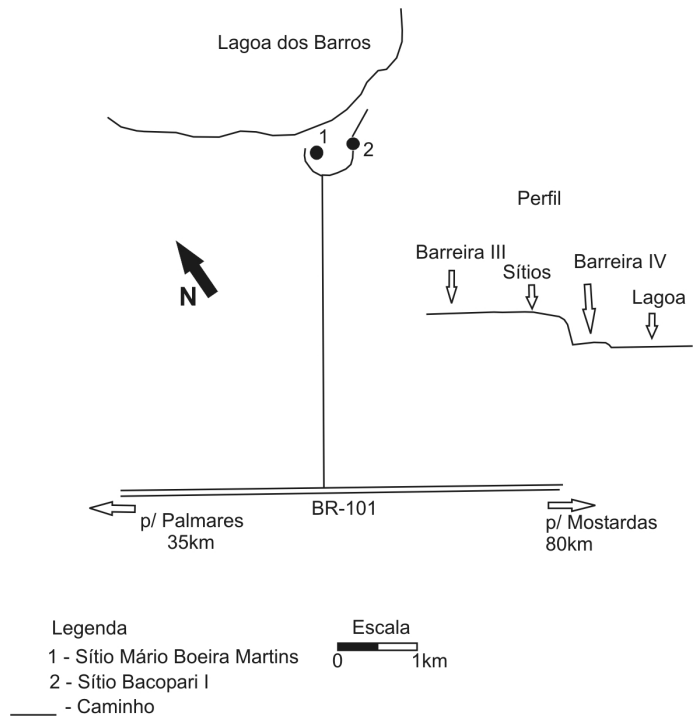 Lagoa dos Barros
1
2
Perfil
Barreira III
Sítios
Barreira IV
Lagoa
N
BR-101
p/ Palmares
35km
p/ Mostardas
80km
Legenda
1 - Sítio Mário Boeira Martins
2 - Sítio Bacopari I
- Caminho
Escala
0 1km